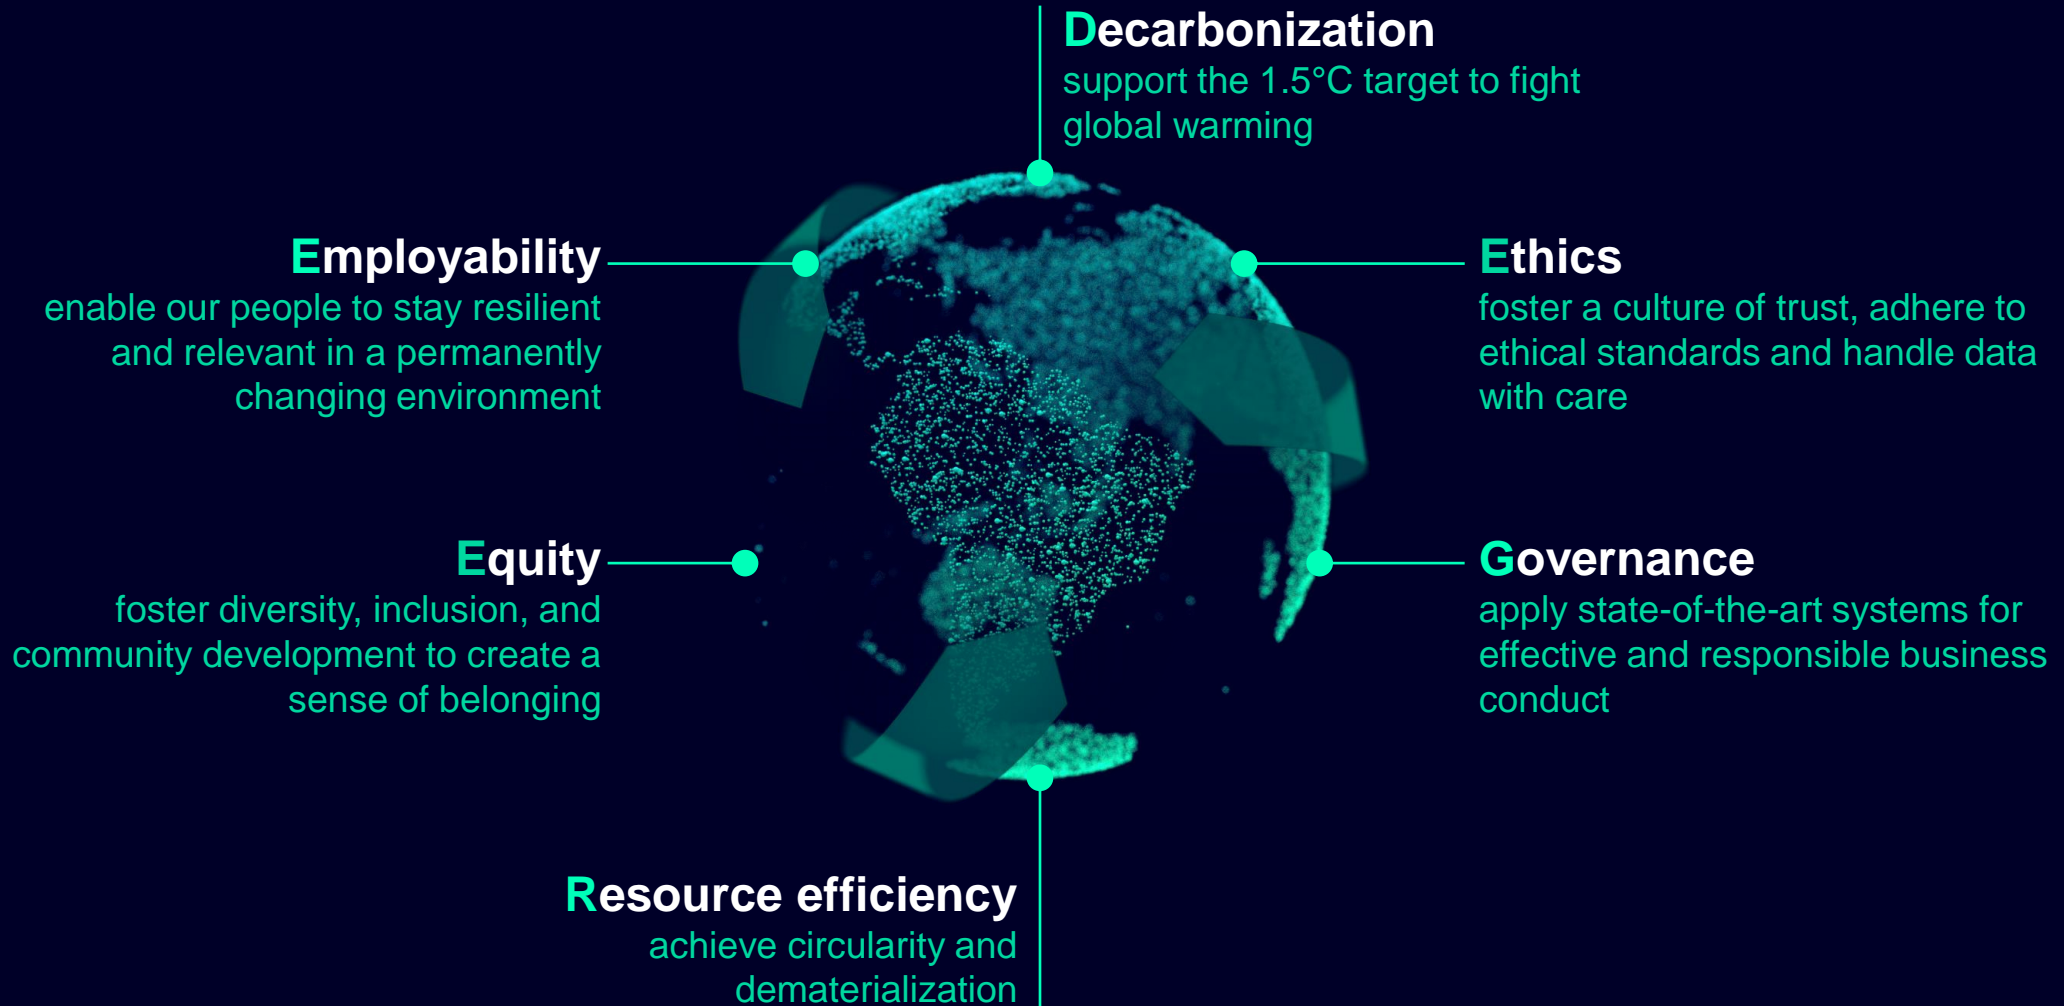 Decarbonization
support the 1.5°C target to fight
global warming
Ethics
foster a culture of trust, adhere to
ethical standards and handle data
with care
Governance
apply state-of-the-art systems for
effective and responsible business
conduct
Resource efficiency
achieve circularity and
dematerialization
Equity
foster diversity, inclusion, and
community development to create a
sense of belonging
Employability
enable our people to stay resilient
and relevant in a permanently
changing environment